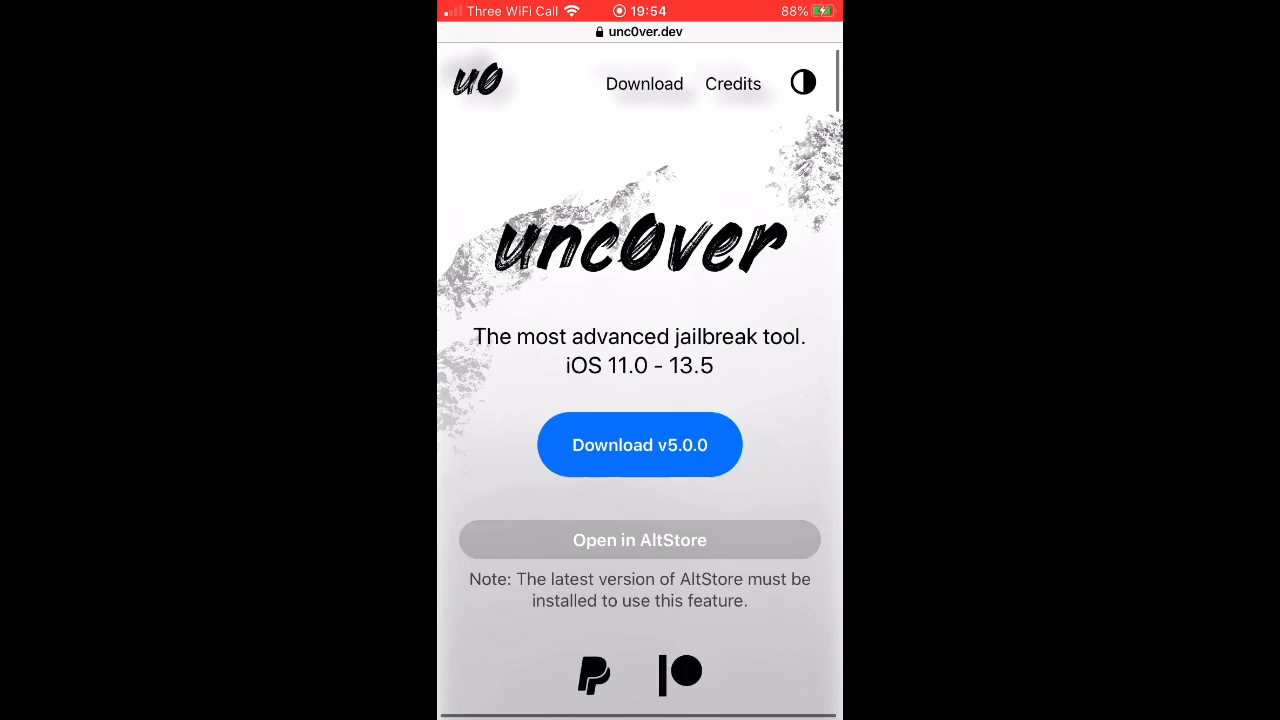 Three WiFi Call 19:54 88%
unc0ver.dev
u0 Download Credits
unc0ver
The most advanced jailbreak tool.
iOS 11.0 - 13.5
Download v5.0.0
Open in AltStore
Note: The latest version of AltStore must be
installed to use this feature.